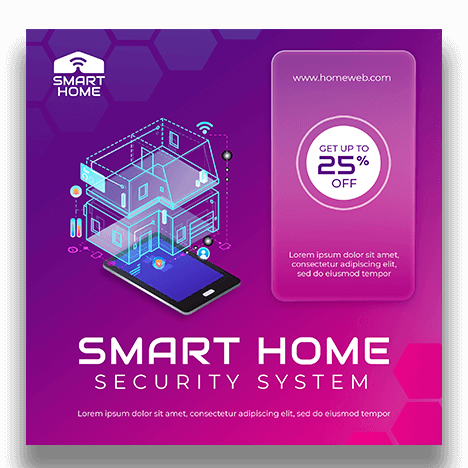 SMART
HOME
www.homeweb.com
GET UP TO
25%
OFF
Lorem ipsum dolor sit amet,
consectetur adipiscing elit,
sed do eiusmod tempor
SMART HOME
SECURITY SYSTEM
Lorem ipsum dolor sit amet, consectetur adipiscing elit, sed do eiusmod tempor